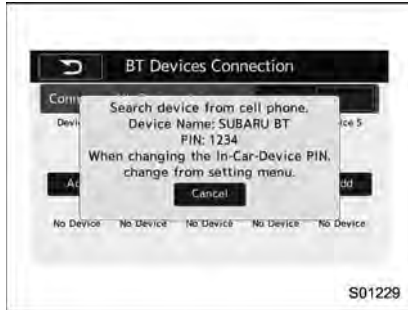 BT Devices Connection
Search device from cell phone.
Device Name: SUBARU BT
PIN: 1234
When changing the In-Car-Device PIN,
change from setting menu.
Cancel
No Device No Device No Device No Device No Device
S01229